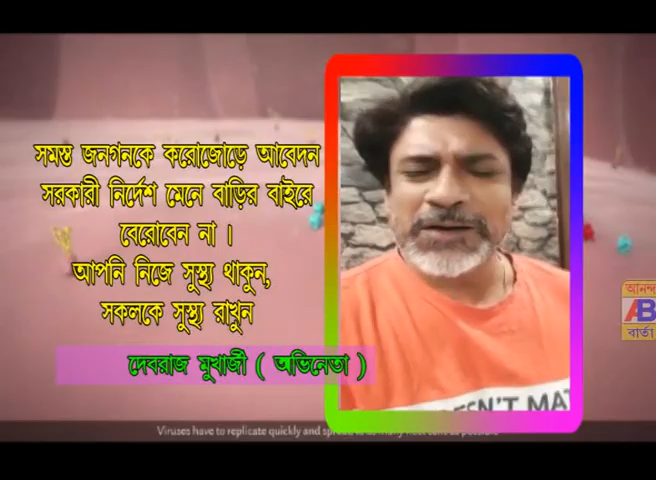 সমস্ত জনগনকে করোজোড়ে আবেদন
সরকারী নির্দেশ মেনে বাড়ির বাইরে
বেরোবেন না ।
আপনি নিজে সুস্থ্য থাকুন,
সকলকে সুস্থ্য রাখুন
দেবরাজ মুখার্জী ( অভিনেতা )
আনন্দ
AB
বার্তা
N'T MAT
Viruses have to replicate quickly and spread to as many host cells as possible